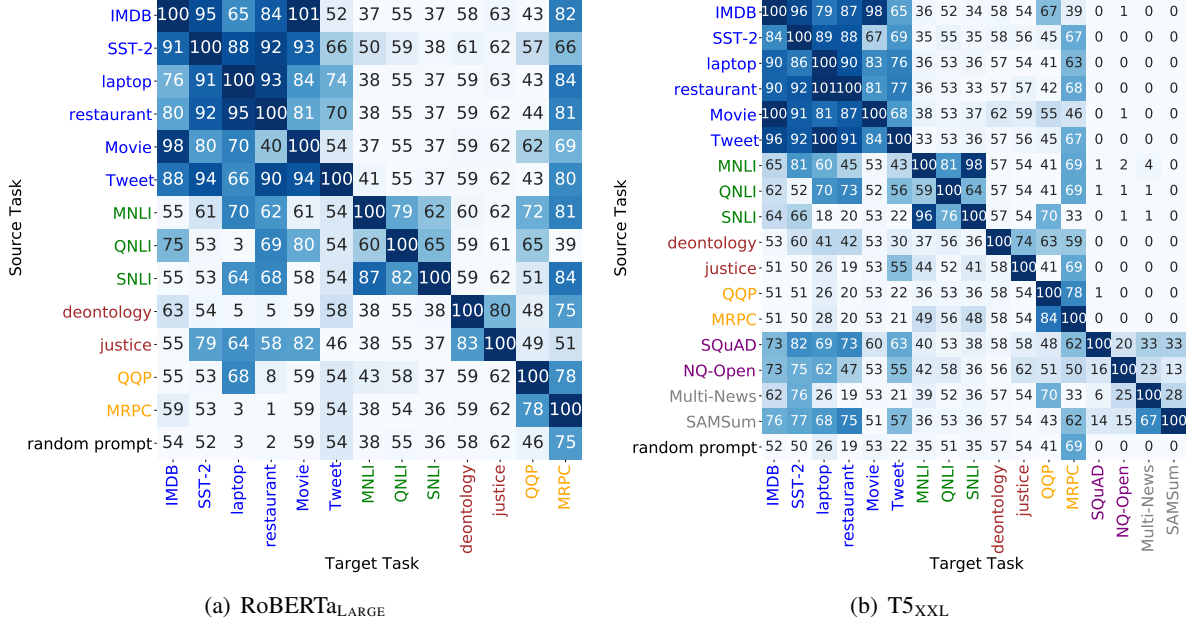 Source Task
IMDB 100 95 65 84 101 52 37 55 37 58 63 43 82
SST-2 91 100 88 92 93 66 50 59 38 61 62 57 66
laptop 76 91 100 93 84 74 38 55 37 59 63 43 84
restaurant 80 92 95 100 81 70 38 55 37 59 62 44 81
Movie 98 80 70 40 100 54 37 55 37 59 62 62 69
Tweet 88 94 66 90 94 100 41 55 37 59 62 43 80
MNLI 55 61 70 62 61 54 100 79 62 60 62 72 81
QNLI 75 53 3 69 80 54 60 100 65 59 61 65 39
SNLI 55 53 64 68 58 54 87 82 100 59 62 51 84
deontology 63 54 5 5 59 58 38 55 38 100 80 48 75
justice 55 79 64 58 82 46 38 55 37 83 100 49 51
QQP 55 53 68 8 59 54 43 58 37 59 62 100 78
MRPC 59 53 3 1 59 54 38 54 36 59 62 78 100
random prompt 54 52 3 2 59 54 38 55 36 58 62 46 75
IMDB SST-2 laptop restaurant Movie Tweet MNLI QNLI SNLI deontology justice QQP MRPC
Target Task
(a) RoBERTaLARGE
Source Task
IMDB 100 96 79 87 98 65 36 52 34 58 54 67 39 0 1 0 0
SST-2 84 100 89 88 67 69 35 55 35 58 56 45 67 0 0 0 0
laptop 90 86 100 90 83 76 36 53 36 57 54 41 63 0 0 0 0
restaurant 90 92 101 100 81 77 36 53 33 57 57 42 68 0 1 0 0
Movie 100 91 81 87 100 68 38 53 37 62 59 55 46 0 1 0 0
Tweet 96 92 100 91 84 100 33 53 36 57 56 45 67 0 0 0 0
MNLI 65 81 60 45 53 43 100 81 98 57 54 41 69 1 2 4 0
QNLI 62 52 70 73 52 56 59 100 64 57 54 41 69 1 1 1 0
SNLI 64 66 18 20 53 22 96 76 100 57 54 70 33 0 1 1 0
deontology 53 60 41 42 53 30 37 56 36 100 74 63 59 0 0 0 0
justice 51 50 26 19 53 55 44 52 41 58 100 41 69 0 0 0 0
QQP 51 51 26 20 53 22 36 53 36 58 54 100 78 1 0 0 0
MRPC 51 50 28 20 53 21 49 56 48 58 54 84 100 0 0 0 0
SQuAD 73 82 69 73 60 63 40 53 38 58 58 48 62 100 20 33 33
NQ-Open 73 75 62 47 53 55 42 58 36 56 62 51 50 16 100 23 13
Multi-News 62 76 26 19 53 21 39 52 36 57 54 70 33 6 25 100 28
SAMSum 76 77 68 75 51 57 36 53 34 57 54 43 62 14 15 67 100
random prompt 52 50 26 19 53 22 35 51 35 57 54 41 69 0 0 0 0
IMDB SST-2 laptop restaurant Movie Tweet MNLI QNLI SNLI deontology justice QQP MRPC SQuAD NQ-Open Multi-News SAMSum
Target Task
(b) T5XXL